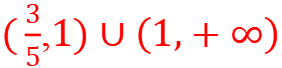 (3/5,1) ∪ (1, + ∞)